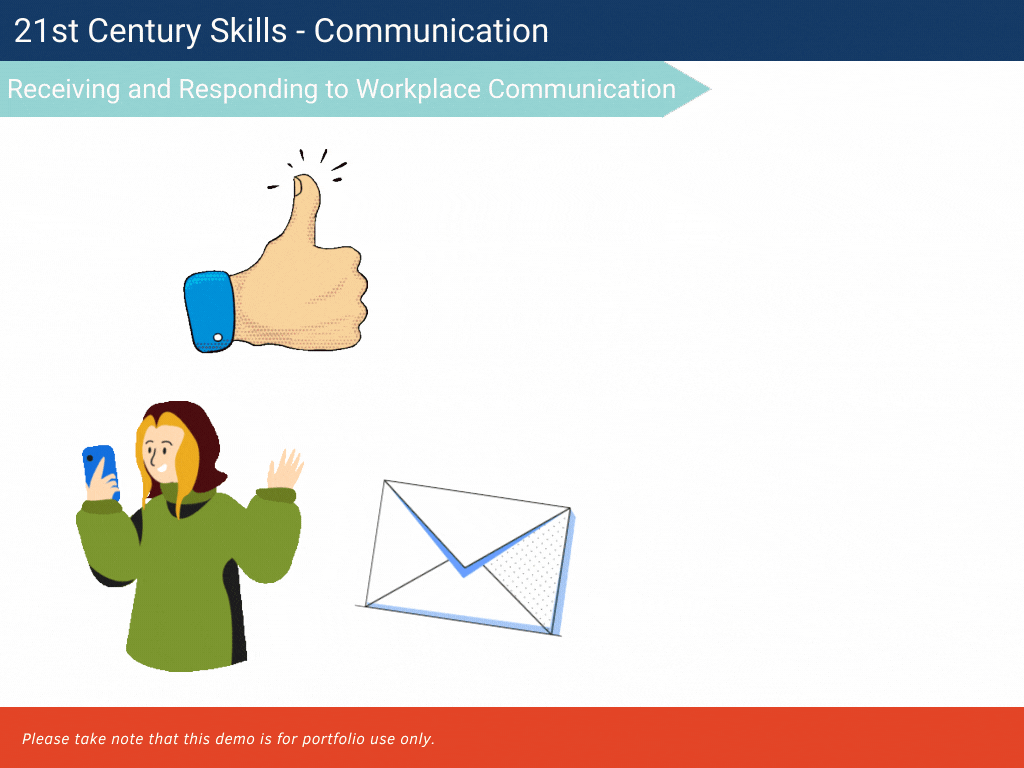 21st Century Skills - Communication
Receiving and Responding to Workplace Communication
Please take note that this demo is for portfolio use only.